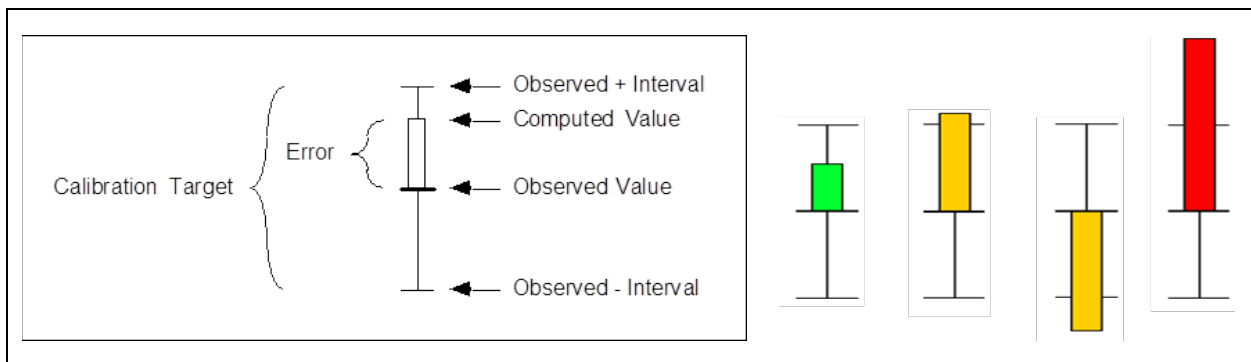 Observed + Interval
Computed Value
Error
Calibration Target
Observed Value
Observed - Interval